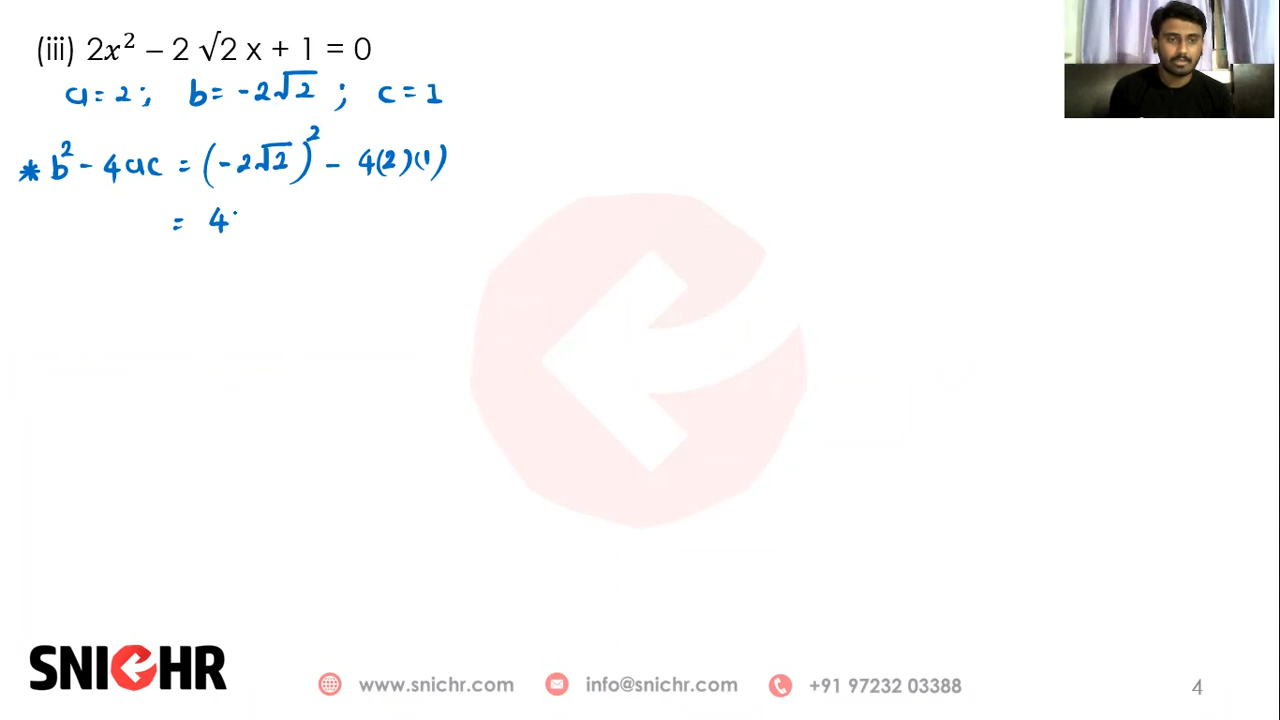 (iii) 2x² – 2 √2 x + 1 = 0
a = 2 ; b = -2√2 ; c = 1
* b² - 4ac = (-2√2)² - 4(2)(1)
= 4·
SNICHR
www.snichr.com info@snichr.com +91 97232 03388 4